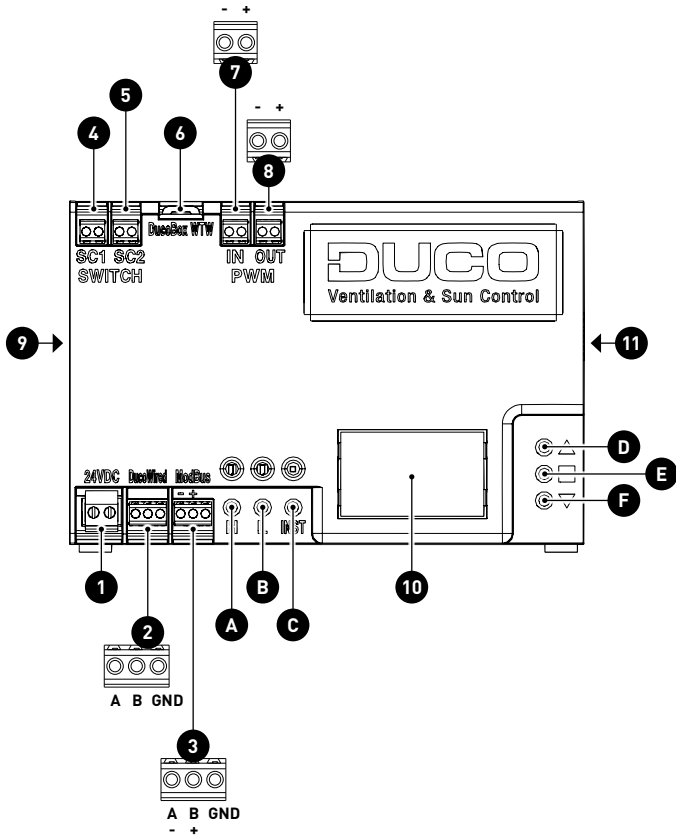 - +
7
5
- +
4
6
8
DucoBox WTW
SC1 SC2
SWITCH
IN OUT
PWM
DUCO
Ventilation & Sun Control
9
11
D
E
F
24VDC DucoWired ModBus
- +
INST
1
2
A
B
C
10
A B GND
3
A B GND
- +